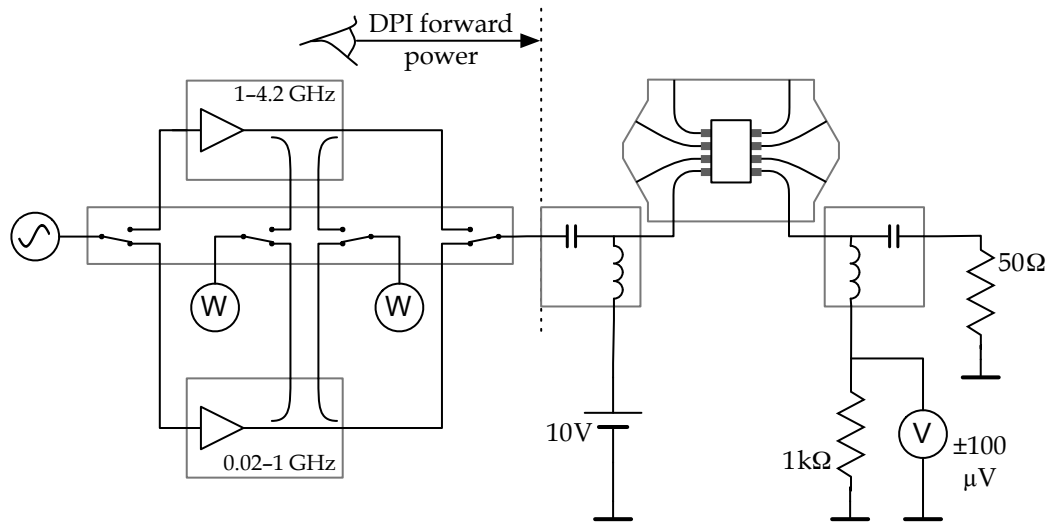 DPI forward
power
1–4.2 GHz
W
W
0.02–1 GHz
10V
50Ω
1kΩ
V
±100
µV